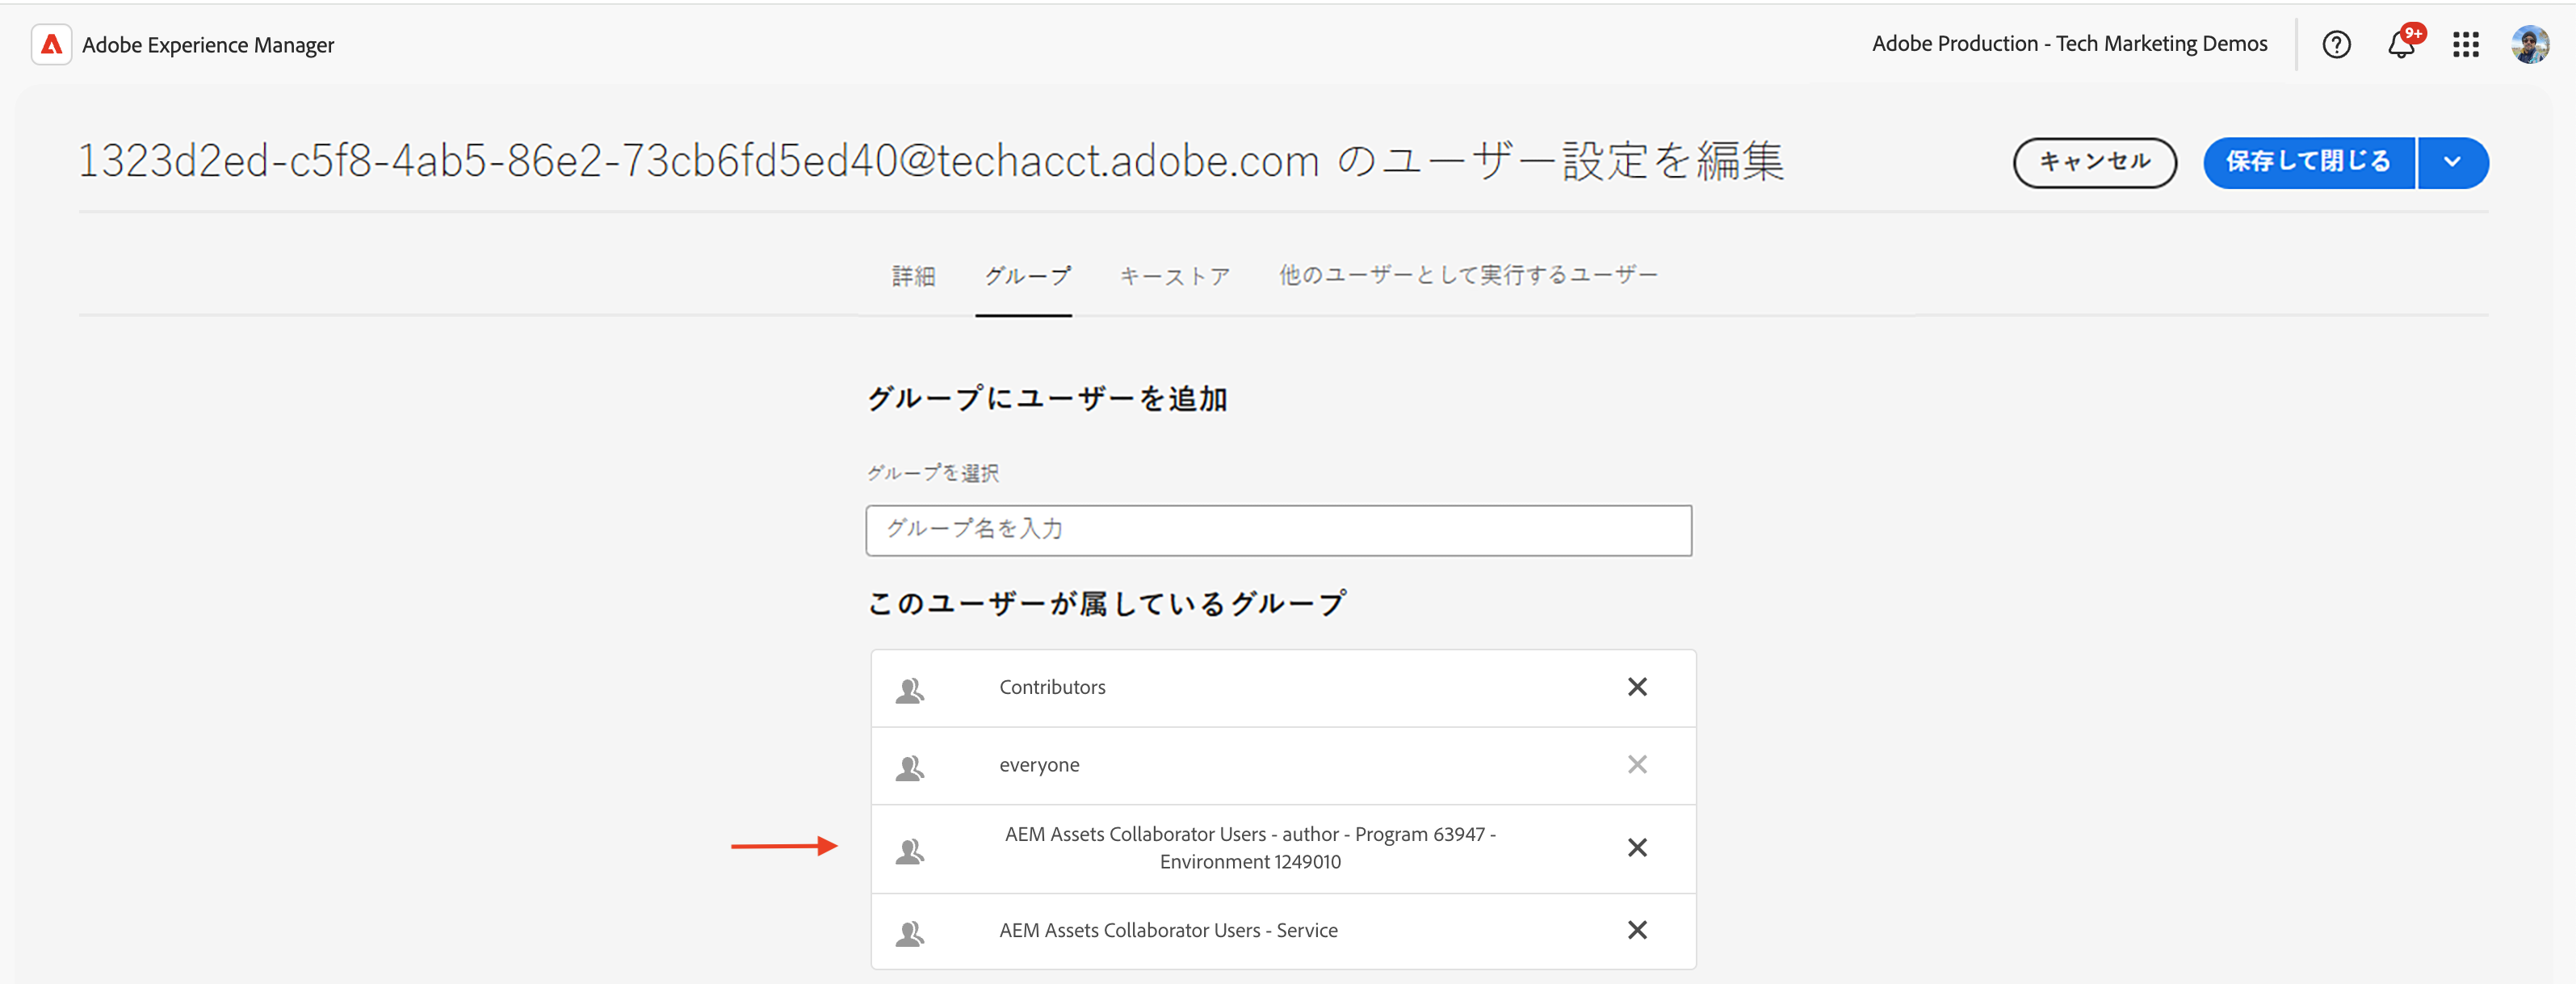 Adobe Experience Manager
Adobe Production - Tech Marketing Demos
9+
1323d2ed-c5f8-4ab5-86e2-73cb6fd5ed40@techacct.adobe.com のユーザー設定を編集
キャンセル
保存して閉じる
詳細
グループ
キーストア
他のユーザーとして実行するユーザー
グループにユーザーを追加
グループを選択
グループ名を入力
このユーザーが属しているグループ
Contributors
everyone
AEM Assets Collaborator Users - author - Program 63947 -
Environment 1249010
AEM Assets Collaborator Users - Service